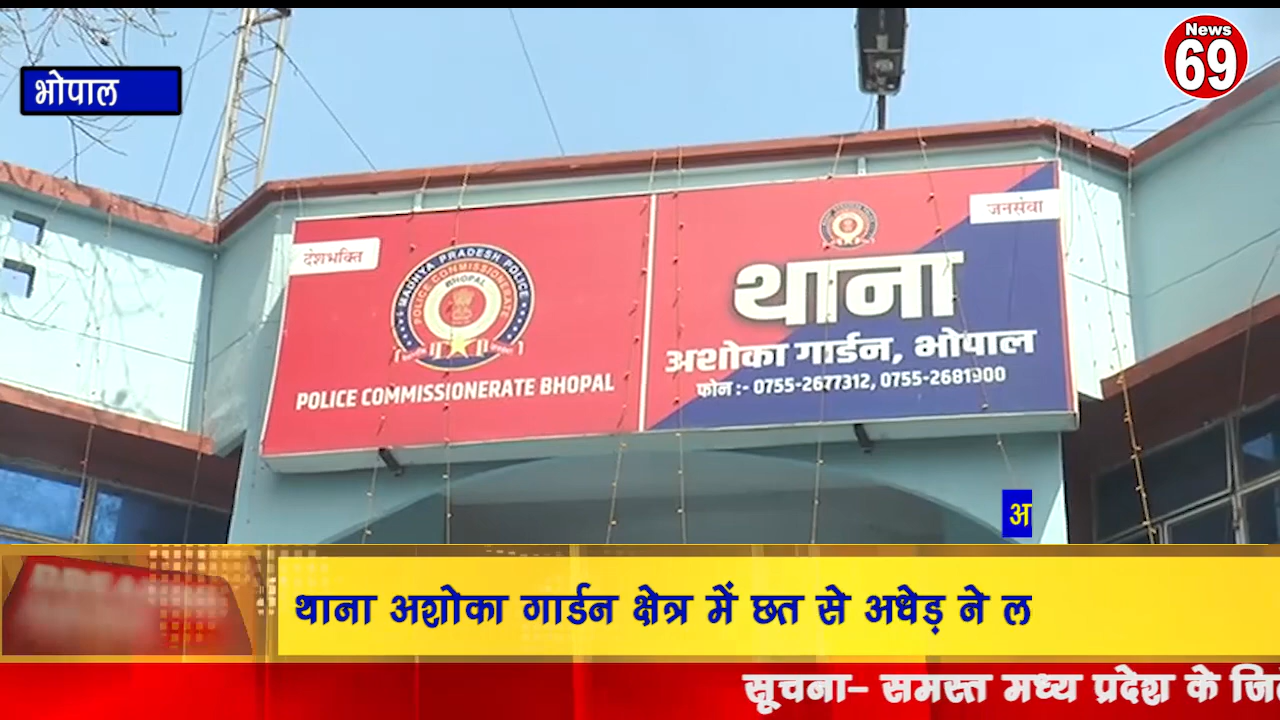 News
69
भोपाल
देशभक्ति
जनसेवा
MADHYA PRADESH POLICE
POLICE COMMISSIONERATE
BHOPAL
POLICE COMMISSIONERATE BHOPAL
थाना
अशोका गार्डन, भोपाल
फोन :- 0755-2677312, 0755-2681900
अ
थाना अशोका गार्डन क्षेत्र में छत से अधेड़ ने ल
सूचना- समस्त मध्य प्रदेश के जि